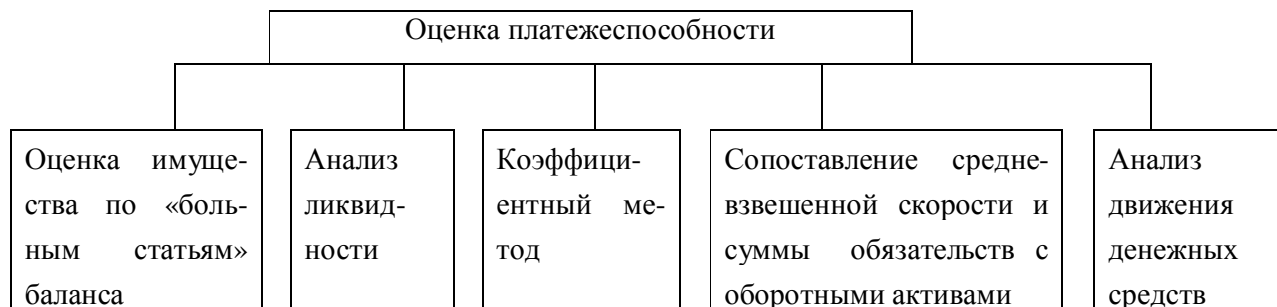 Оценка платежеспособности
Оценка имуще-
ства по «боль-
ным статьям»
баланса
Анализ
ликвид-
ности
Коэффици-
ентный ме-
тод
Сопоставление средне-
взвешенной скорости и
суммы обязательств с
оборотными активами
Анализ
движения
денежных
средств